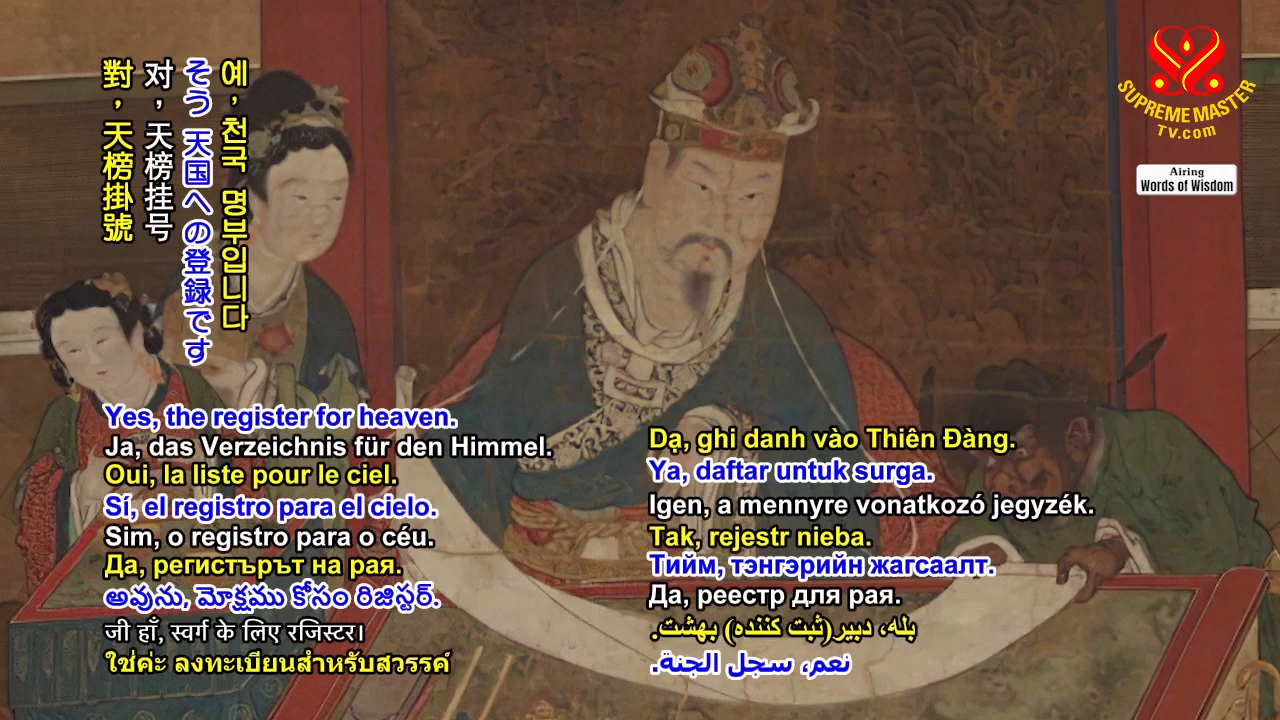 예, 천국 명부입니다
そう 天国への登録です
对，天榜挂号
對，天榜掛號
SUPREME MASTER
TV.com
Airing
Words of Wisdom
Yes, the register for heaven.
Ja, das Verzeichnis für den Himmel.
Oui, la liste pour le ciel.
Sí, el registro para el cielo.
Sim, o registro para o céu.
Да, регистърът на рая.
అవును, మోక్షము కోసం రిజిస్టర్.
जी हाँ, स्वर्ग के लिए रजिस्टर।
ใช่ค่ะ ลงทะเบียนสำหรับสวรรค์
Dạ, ghi danh vào Thiên Đàng.
Ya, daftar untuk surga.
Igen, a mennyre vonatkozó jegyzék.
Tak, rejestr nieba.
Тийм, тэнгэрийн жагсаалт.
Да, реестр для рая.
بله، دبیر(ثبت کننده) بهشت.
نعم، سجل الجنة.